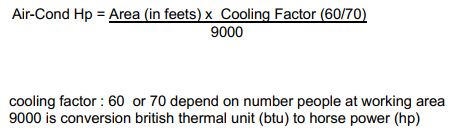 Air-Cond Hp = Area (in feets) x  Cooling Factor (60/70)
9000
cooling factor : 60  or 70 depend on number people at working area
9000 is conversion british thermal unit (btu) to horse power (hp)